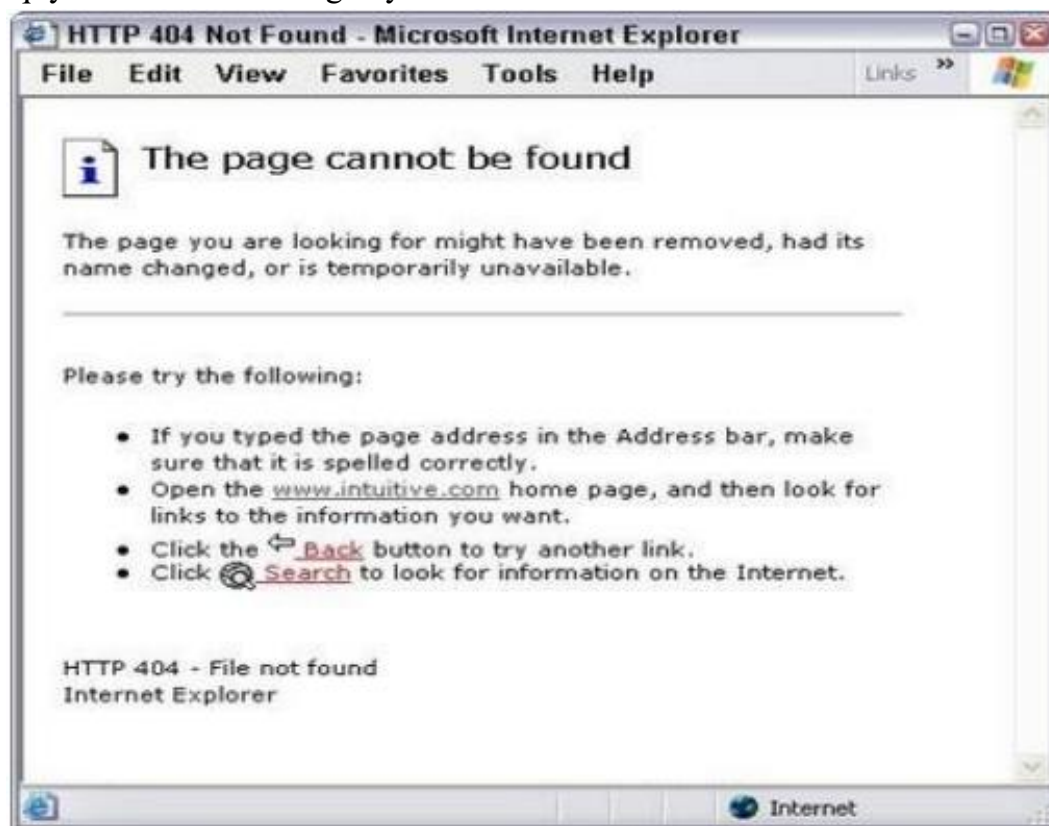 HTTP 404 Not Found - Microsoft Internet Explorer
File Edit View Favorites Tools Help Links »
The page cannot be found
The page you are looking for might have been removed, had its
name changed, or is temporarily unavailable.
Please try the following:
• If you typed the page address in the Address bar, make
sure that it is spelled correctly.
• Open the www.intuitive.com home page, and then look for
links to the information you want.
• Click the Back button to try another link.
• Click Search to look for information on the Internet.
HTTP 404 - File not found
Internet Explorer
Internet